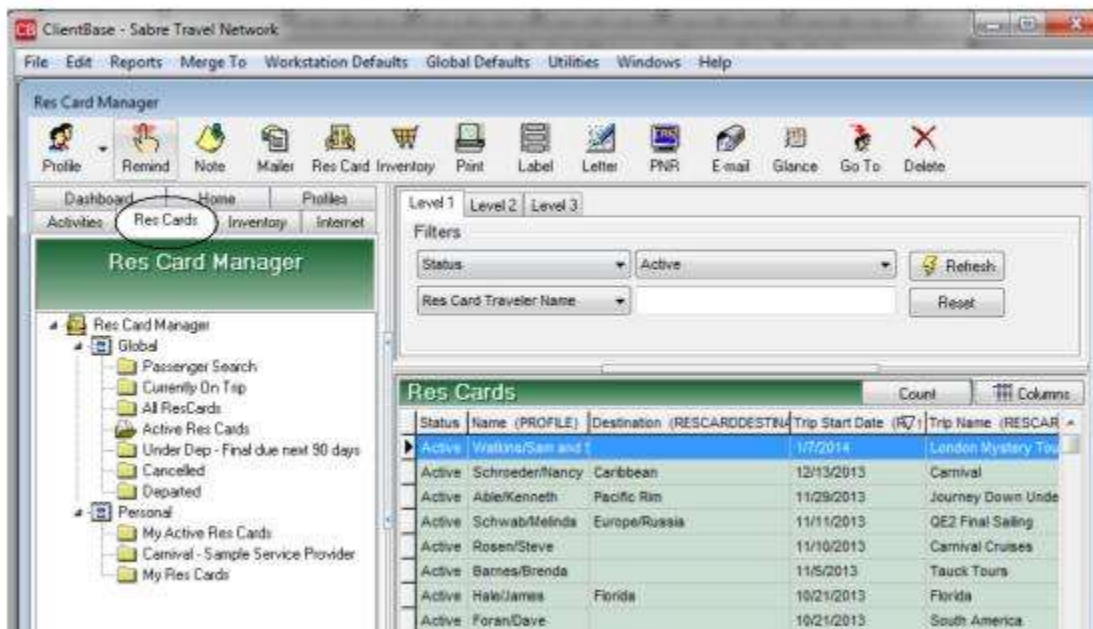 CB ClientBase - Sabre Travel Network
File Edit Reports Merge To Workstation Defaults Global Defaults Utilities Windows Help
Res Card Manager
Profile Remind Note Mailer Res Card Inventory Print Label Letter PNR E-mail Glance Go To Delete
Dashboard Home Profiles
Activities Res Cards Inventory Internet
Res Card Manager
Res Card Manager
Global
Passenger Search
Currently On Trip
All ResCards
Active Res Cards
Under Dep - Final due next 90 days
Cancelled
Departed
Personal
My Active Res Cards
Carnival - Sample Service Provider
My Res Cards
Level 1 Level 2 Level 3
Filters
Status Active Refresh
Res Card Traveler Name Reset
Res Cards Count Columns
Status Name (PROFILE) Destination (RESCARDDESTINA Trip Start Date Trip Name (RESCAR
Active Watkins/Sam and 1/7/2014 London Mystery Tou
Active Schroeder/Nancy Caribbean 12/13/2013 Carnival
Active Able/Kenneth Pacific Rim 11/29/2013 Journey Down Unde
Active Schwab/Melinda Europe/Russia 11/11/2013 QE2 Final Sailing
Active Rosen/Steve 11/10/2013 Carnival Cruises
Active Barnes/Brenda 11/5/2013 Tauck Tours
Active Hale/James Florida 10/21/2013 Florida
Active Foran/Dave 10/21/2013 South America